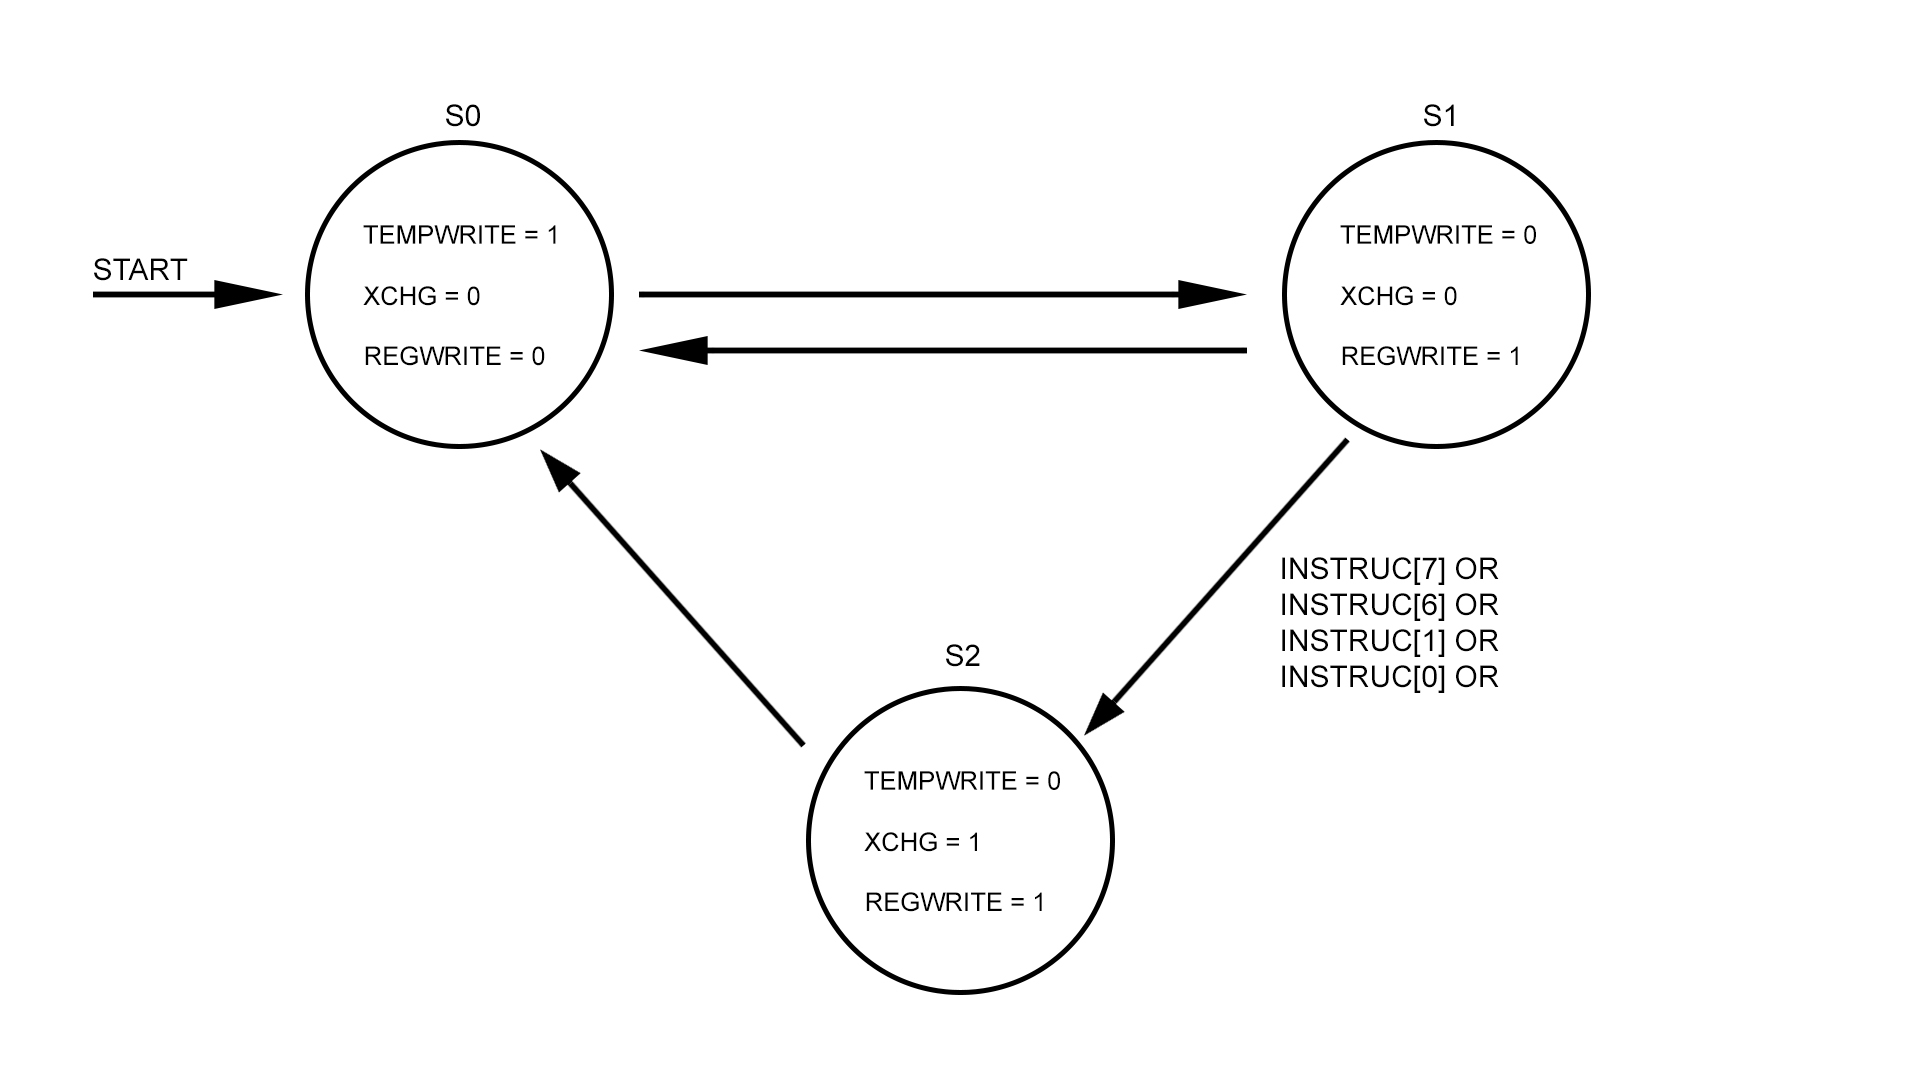 S0
S1
START
TEMPWRITE = 1
XCHG = 0
REGWRITE = 0
TEMPWRITE = 0
XCHG = 0
REGWRITE = 1
INSTRUC[7] OR
INSTRUC[6] OR
INSTRUC[1] OR
INSTRUC[0] OR
S2
TEMPWRITE = 0
XCHG = 1
REGWRITE = 1